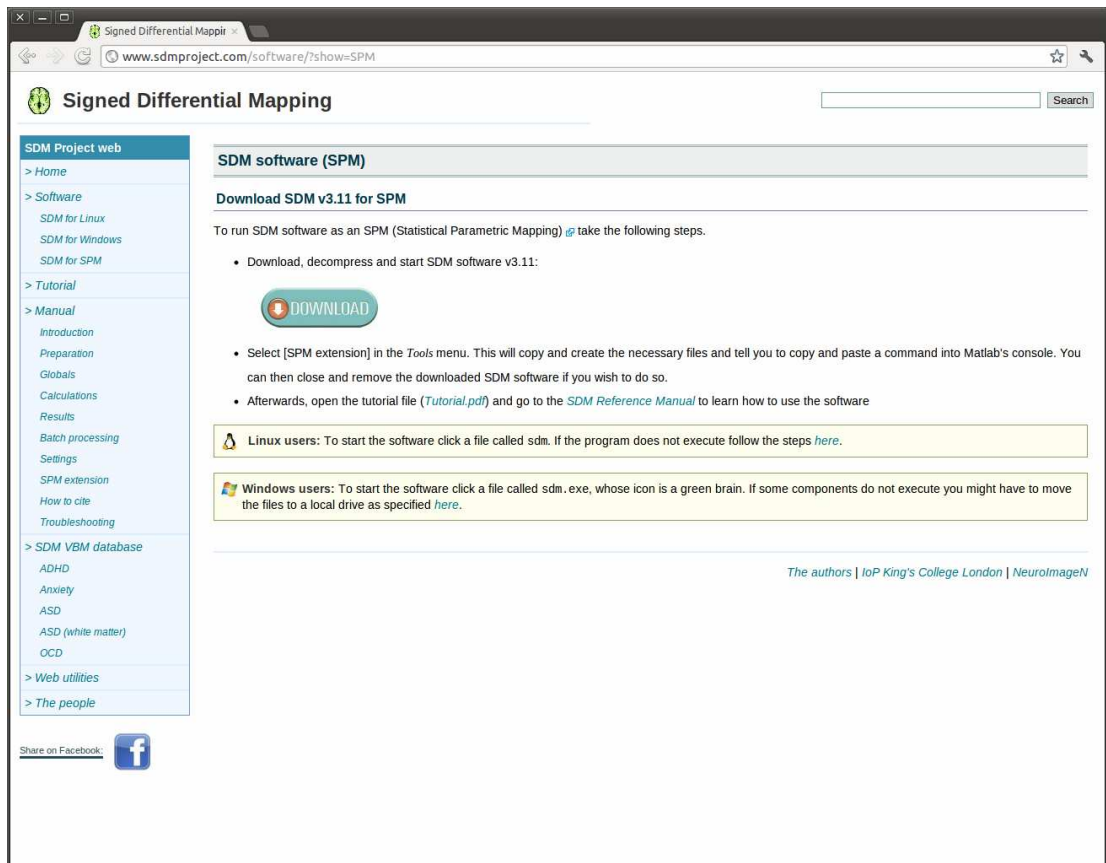 Signed Differential Mappin
www.sdmproject.com/software/?show=SPM
Signed Differential Mapping
Search
SDM Project web
> Home
> Software
SDM for Linux
SDM for Windows
SDM for SPM
> Tutorial
> Manual
Introduction
Preparation
Globals
Calculations
Results
Batch processing
Settings
SPM extension
How to cite
Troubleshooting
> SDM VBM database
ADHD
Anxiety
ASD
ASD (white matter)
OCD
> Web utilities
> The people
Share on Facebook:
SDM software (SPM)
Download SDM v3.11 for SPM
To run SDM software as an SPM (Statistical Parametric Mapping) take the following steps.
• Download, decompress and start SDM software v3.11:
DOWNLOAD
• Select [SPM extension] in the Tools menu. This will copy and create the necessary files and tell you to copy and paste a command into Matlab's console. You
can then close and remove the downloaded SDM software if you wish to do so.
• Afterwards, open the tutorial file (Tutorial.pdf) and go to the SDM Reference Manual to learn how to use the software
Linux users: To start the software click a file called sdm. If the program does not execute follow the steps here.
Windows users: To start the software click a file called sdm.exe, whose icon is a green brain. If some components do not execute you might have to move
the files to a local drive as specified here.
The authors | IoP King's College London | NeuroImageN